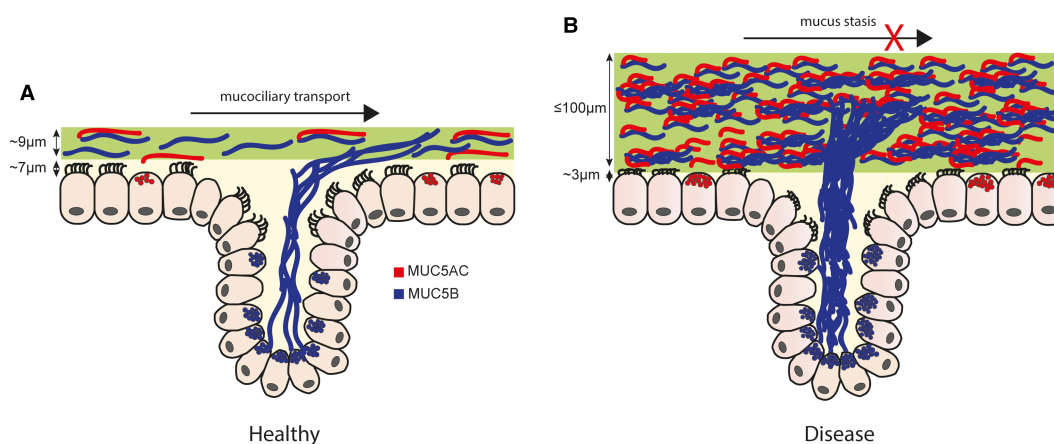 A
mucociliary transport
~9μm
~7μm
MUC5AC
MUC5B
Healthy
B
mucus stasis
X
≤100μm
~3μm
Disease